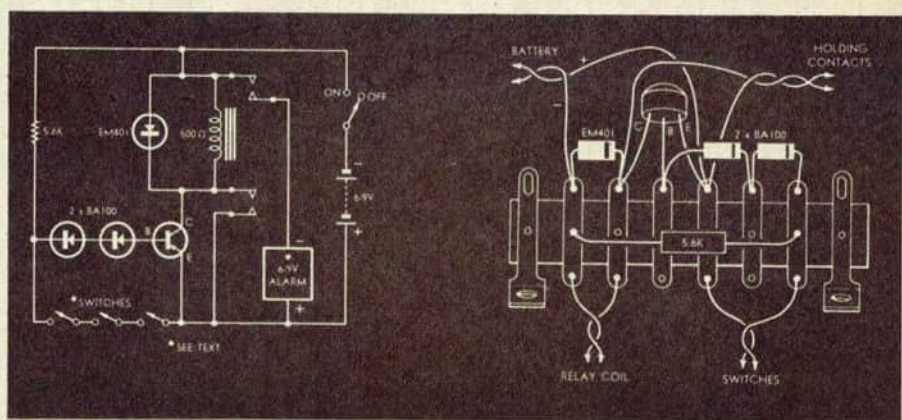 5.6K
EM401
600 Ω
ON
OFF
−
6-9V
+
2 x BA100
B
C
E
−
6-9V
ALARM
+
* SWITCHES
* SEE TEXT
BATTERY
+
−
HOLDING
CONTACTS
EM401
C
B
E
2 x BA100
5.6K
RELAY COIL
SWITCHES